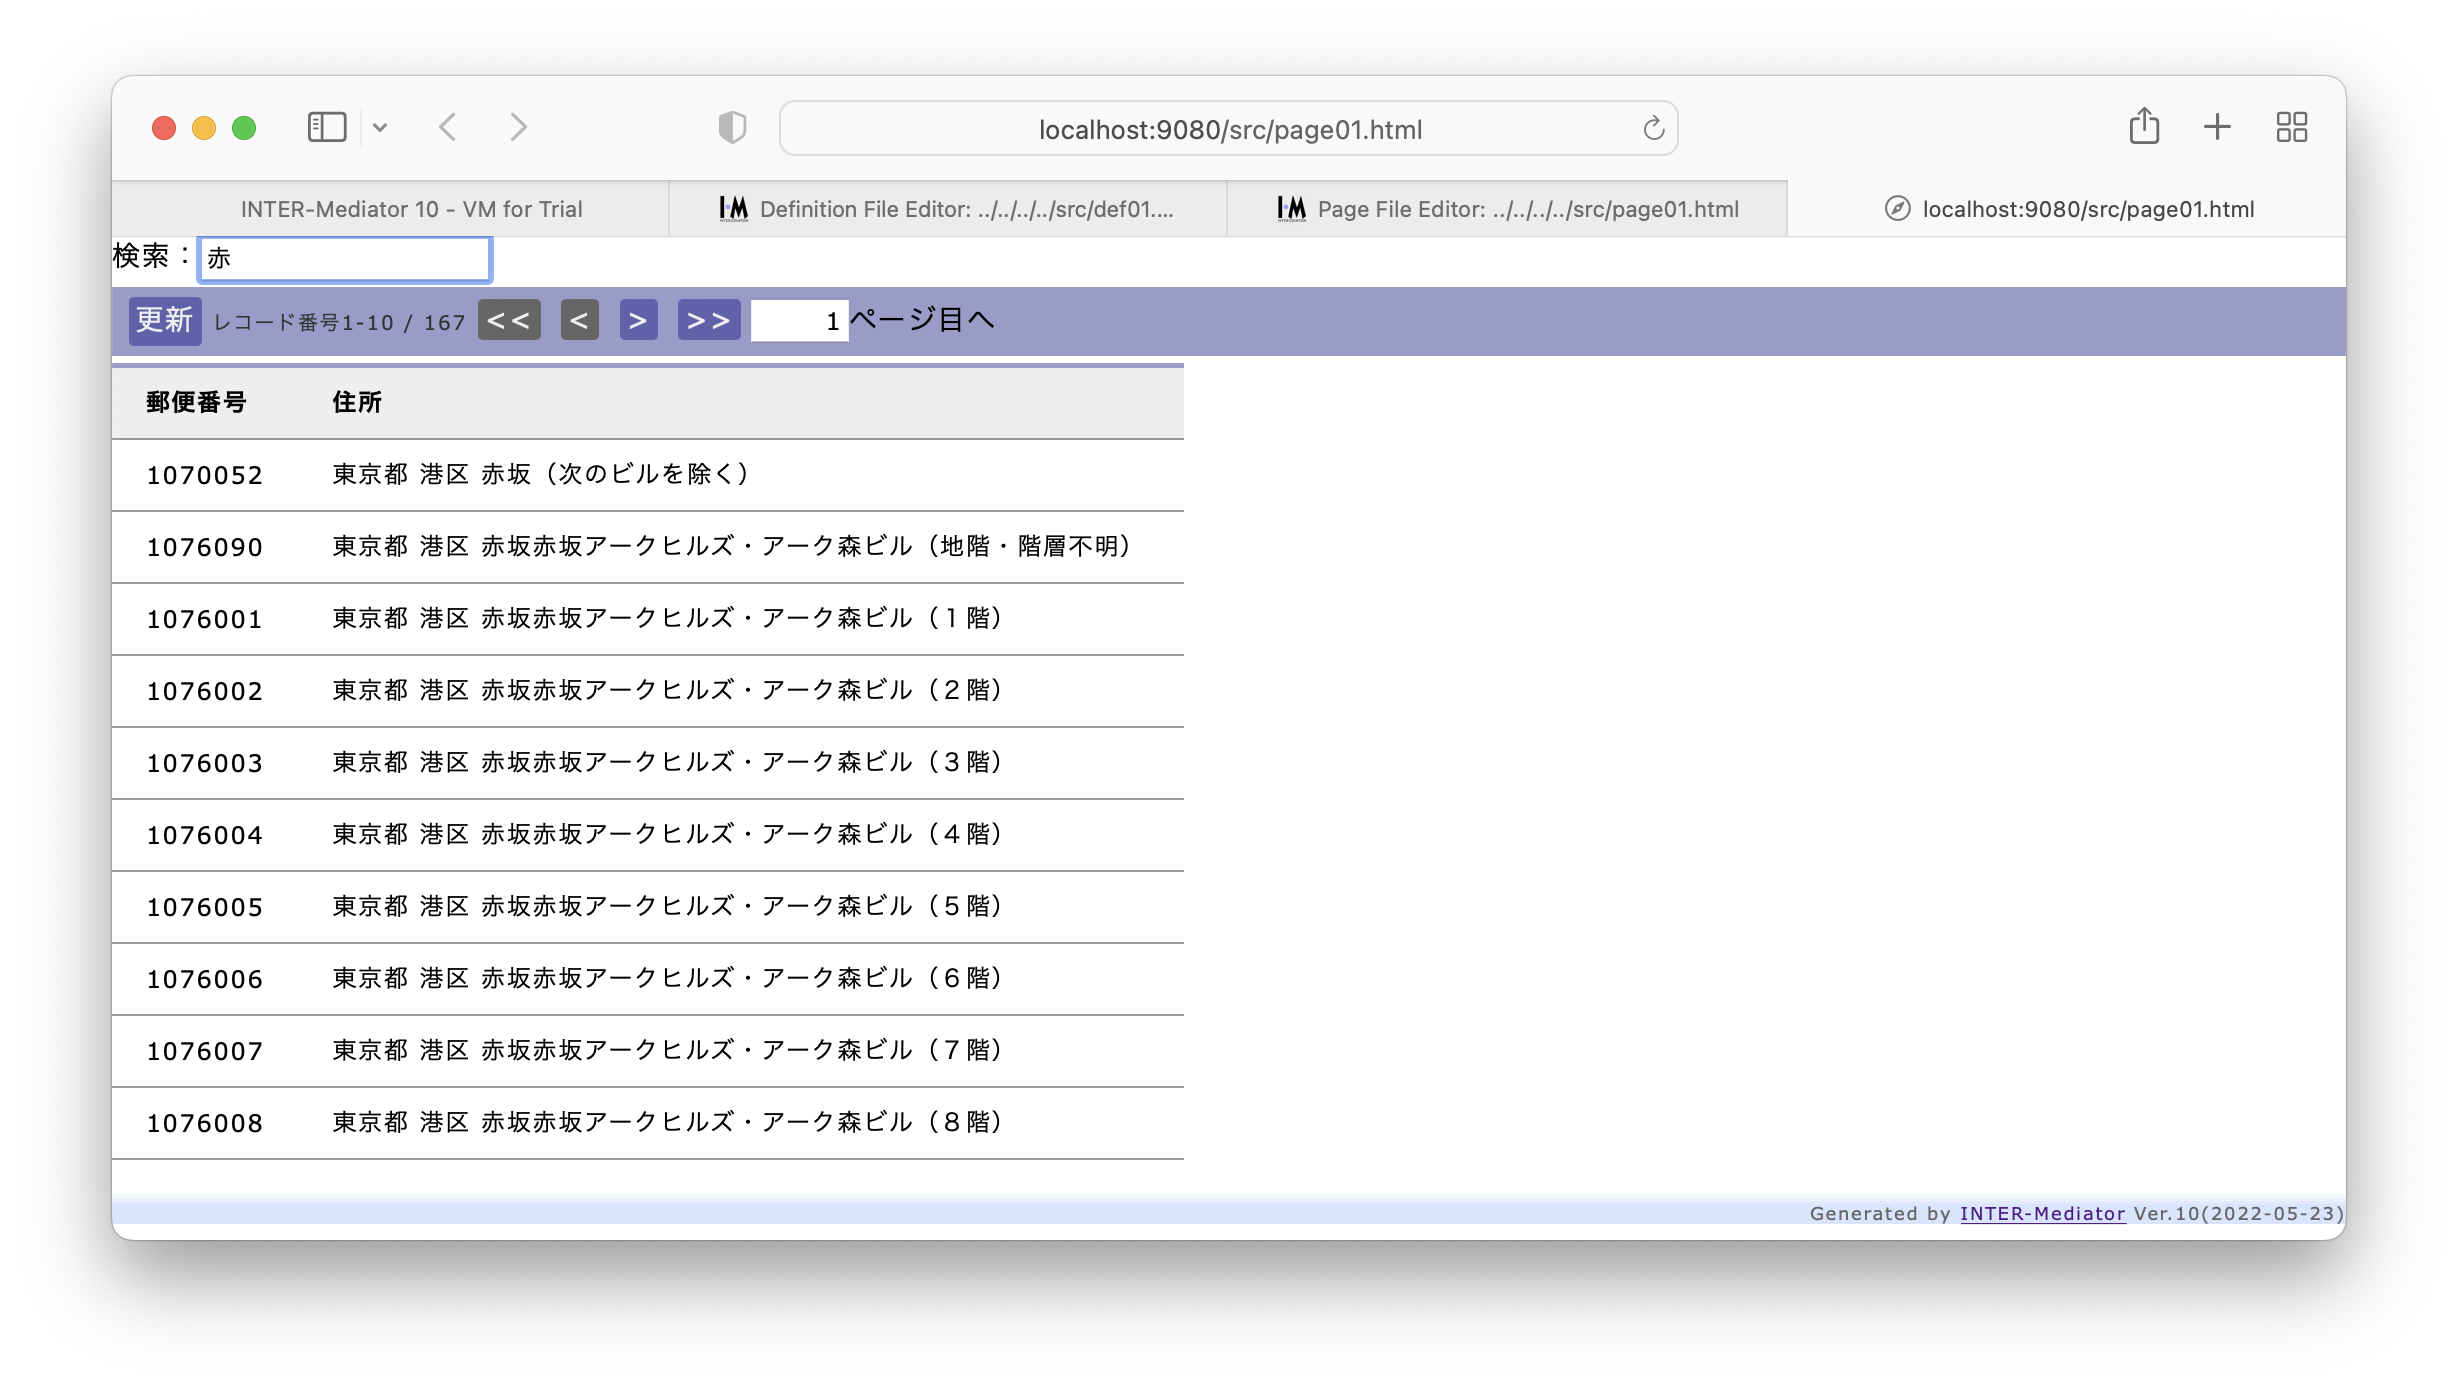 localhost:9080/src/page01.html
INTER-Mediator 10 - VM for Trial
I·M Definition File Editor: ../../../../src/def01....
I·M Page File Editor: ../../../../src/page01.html
localhost:9080/src/page01.html
検索：赤
更新 レコード番号1-10 / 167 << < > >> 1ページ目へ
郵便番号 住所
1070052 東京都 港区 赤坂（次のビルを除く）
1076090 東京都 港区 赤坂赤坂アークヒルズ・アーク森ビル（地階・階層不明）
1076001 東京都 港区 赤坂赤坂アークヒルズ・アーク森ビル（１階）
1076002 東京都 港区 赤坂赤坂アークヒルズ・アーク森ビル（２階）
1076003 東京都 港区 赤坂赤坂アークヒルズ・アーク森ビル（３階）
1076004 東京都 港区 赤坂赤坂アークヒルズ・アーク森ビル（４階）
1076005 東京都 港区 赤坂赤坂アークヒルズ・アーク森ビル（５階）
1076006 東京都 港区 赤坂赤坂アークヒルズ・アーク森ビル（６階）
1076007 東京都 港区 赤坂赤坂アークヒルズ・アーク森ビル（７階）
1076008 東京都 港区 赤坂赤坂アークヒルズ・アーク森ビル（８階）
Generated by INTER-Mediator Ver.10(2022-05-23)